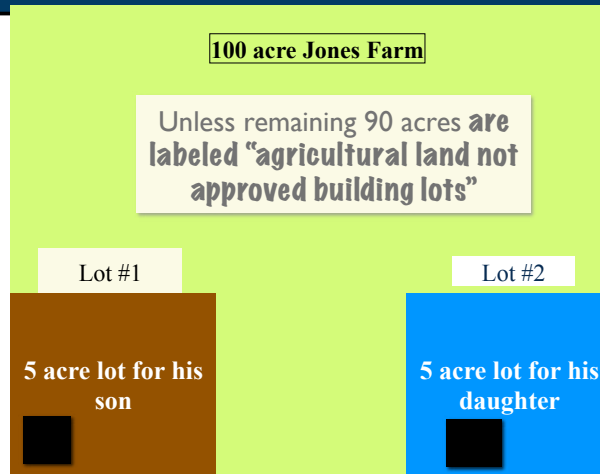 100 acre Jones Farm
Unless remaining 90 acres are
labeled “agricultural land not
approved building lots”
Lot #1
Lot #2
5 acre lot for his
son
5 acre lot for his
daughter